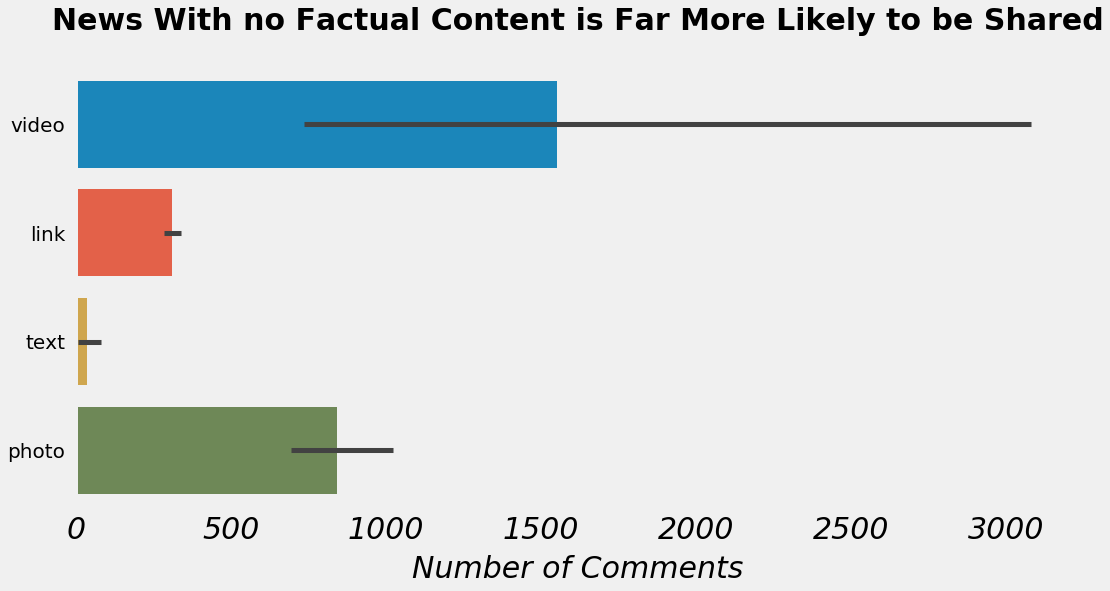 News With no Factual Content is Far More Likely to be Shared
video
link
text
photo
0 500 1000 1500 2000 2500 3000
Number of Comments